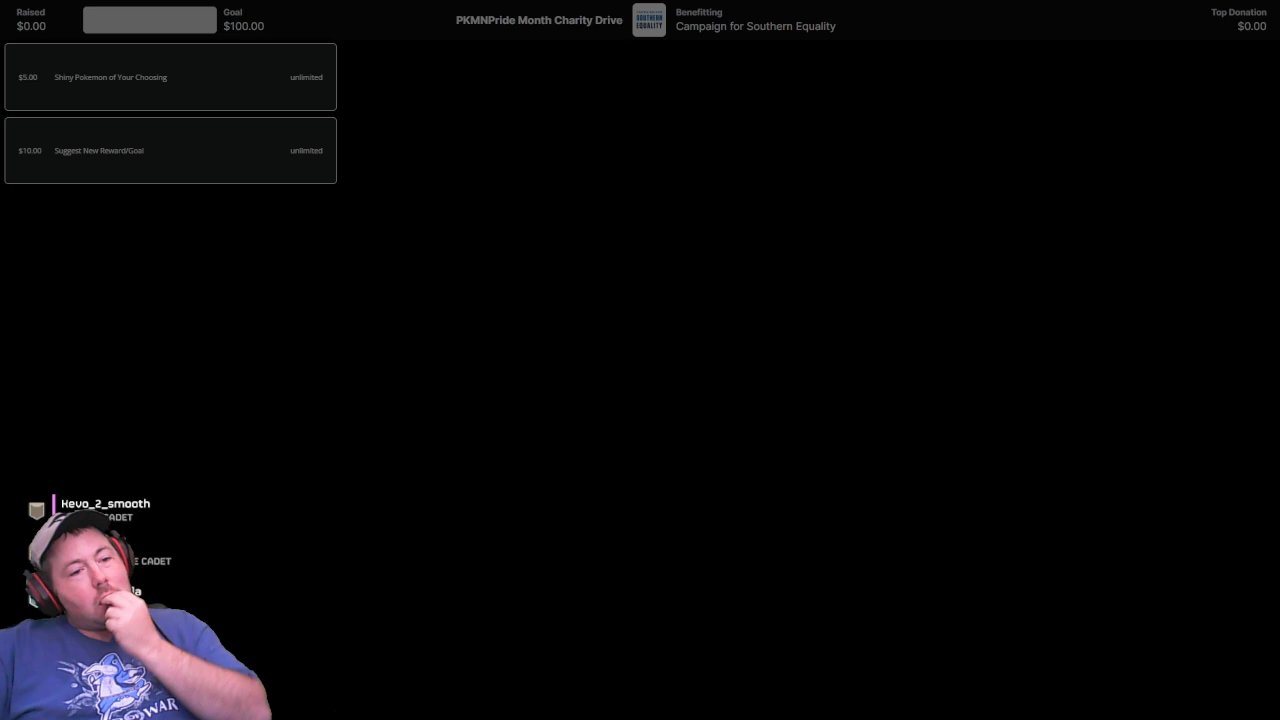 Raised
$0.00
Goal
$100.00
PKMNPride Month Charity Drive
SOUTHERN
EQUALITY
Benefitting
Campaign for Southern Equality
Top Donation
$0.00
$5.00 Shiny Pokemon of Your Choosing unlimited
$10.00 Suggest New Reward/Goal unlimited
Kevo_2_smooth
CADET
E CADET
la
WAR